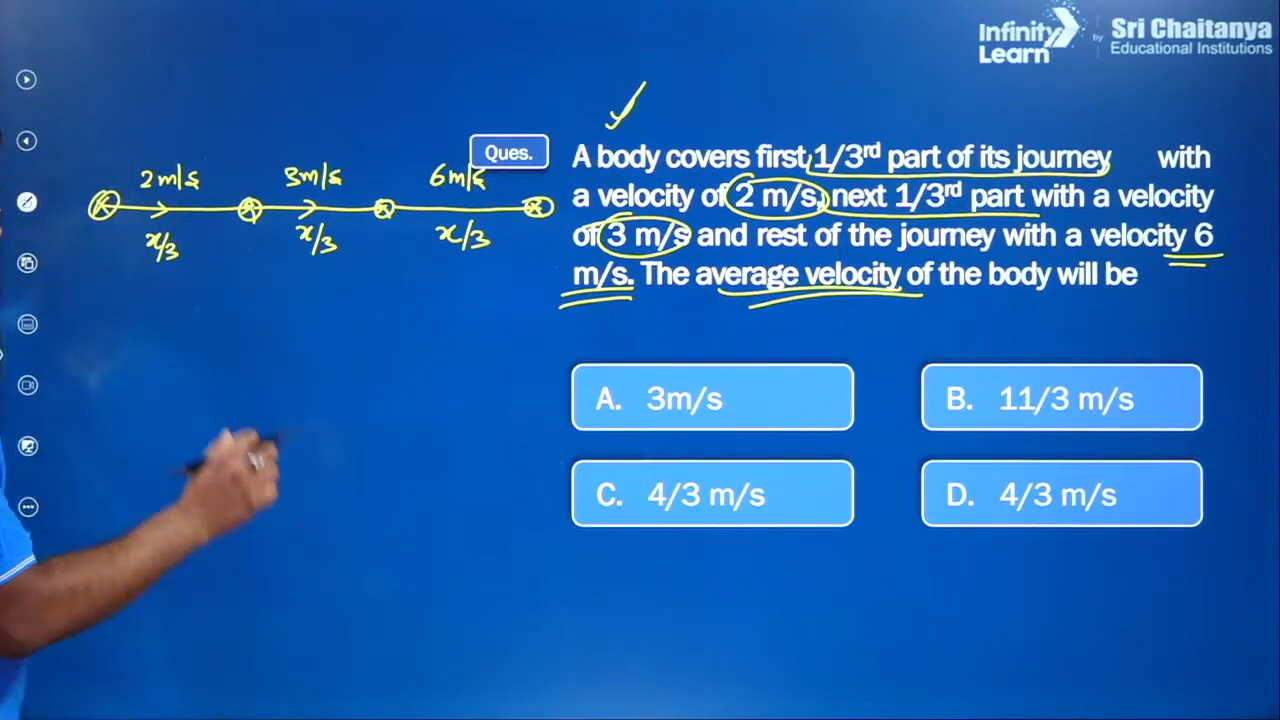 Infinity
Learn
by
Sri Chaitanya
Educational Institutions
2m/s
3m/s
6m/s
x/3
x/3
x/3
Ques.
A body covers first 1/3rd part of its journey with
a velocity of 2 m/s, next 1/3rd part with a velocity
of 3 m/s and rest of the journey with a velocity 6
m/s. The average velocity of the body will be
A. 3m/s
B. 11/3 m/s
C. 4/3 m/s
D. 4/3 m/s